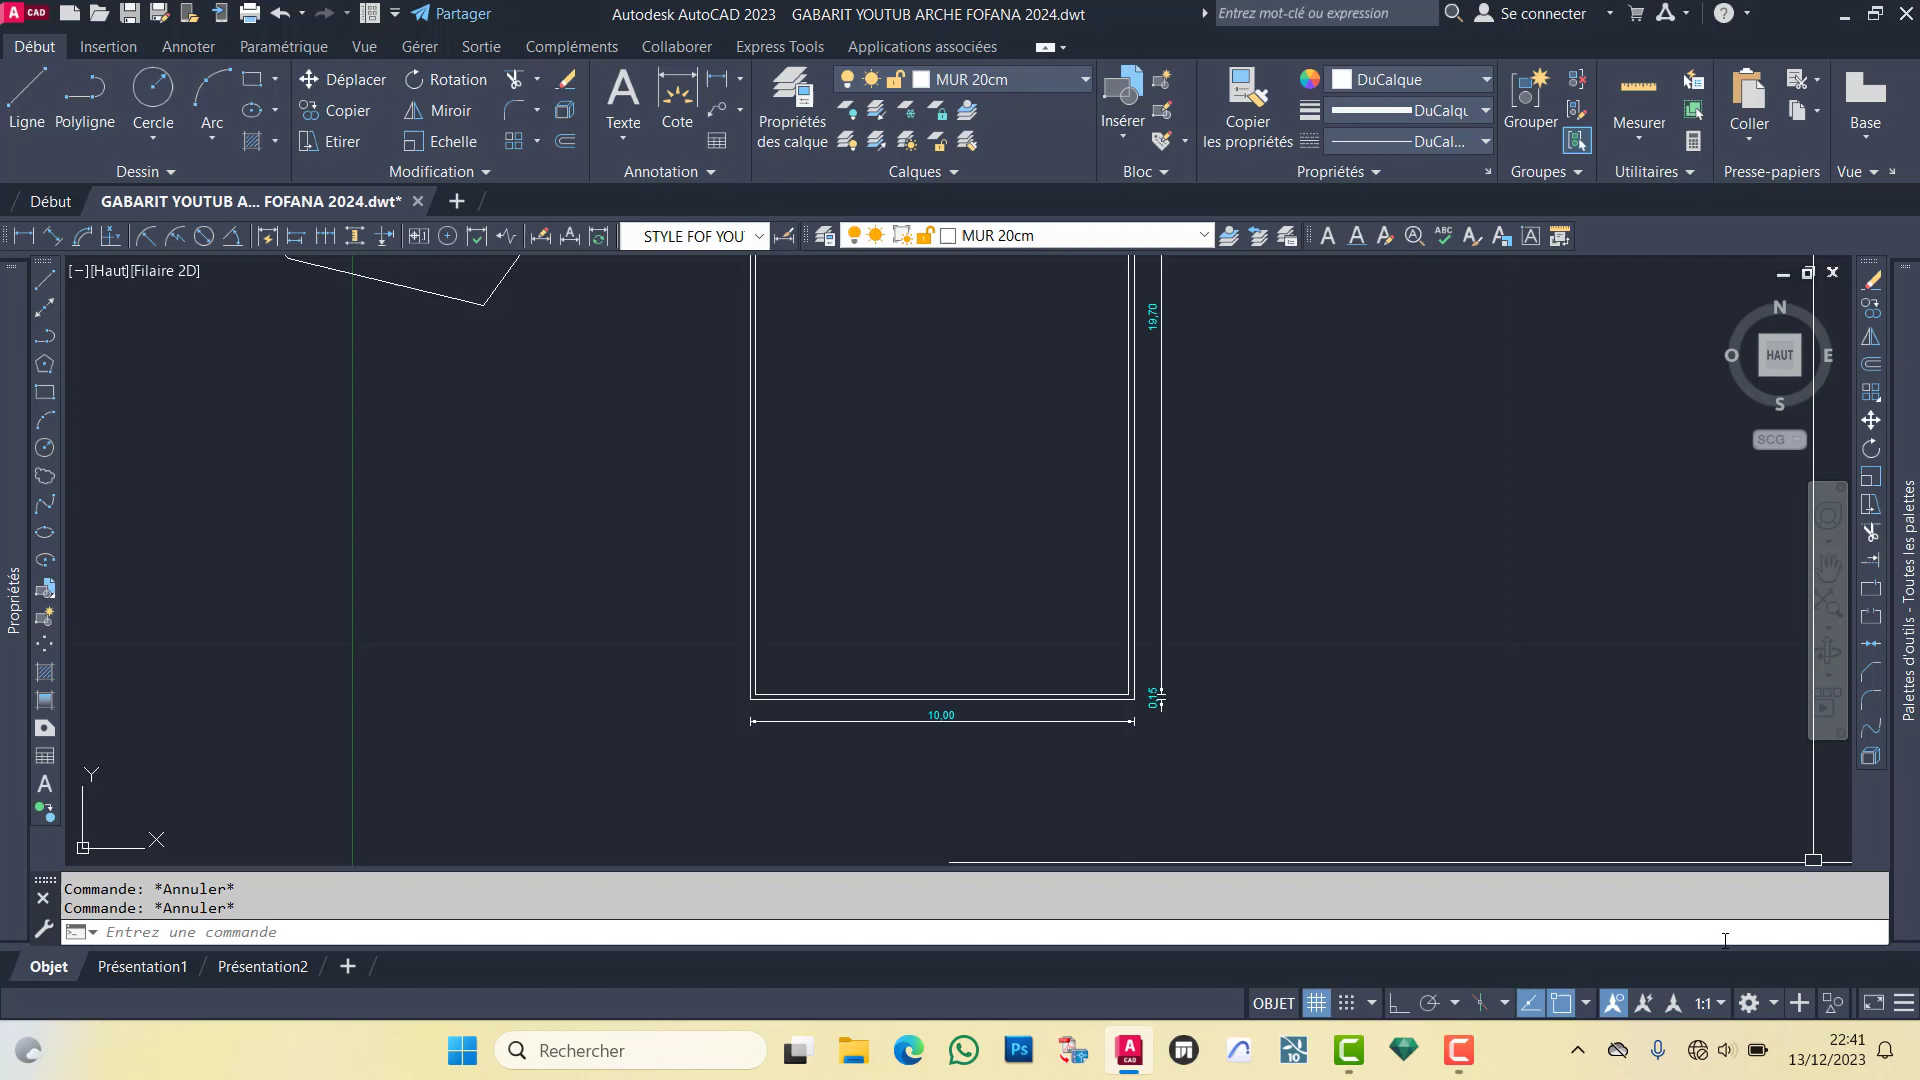 A CAD Partager Autodesk AutoCAD 2023 GABARIT YOUTUB ARCHE FOFANA 2024.dwt Entrez mot-clé ou expression Se connecter
Début Insertion Annoter Paramétrique Vue Gérer Sortie Compléments Collaborer Express Tools Applications associées
Ligne Polyligne Cercle Arc
Déplacer Rotation
Copier Miroir
Etirer Echelle
Texte Cote
Propriétés des calque
MUR 20cm
Insérer
Copier les propriétés
DuCalque
DuCalqu
DuCal...
Grouper Mesurer Coller Base
Dessin Modification Annotation Calques Bloc Propriétés Groupes Utilitaires Presse-papiers Vue
Début GABARIT YOUTUB A... FOFANA 2024.dwt*
STYLE FOF YOU MUR 20cm
[−][Haut][Filaire 2D]
19,70
N
O HAUT E
S
SCG
Propriétés
Palettes d'outils - Toutes les palettes
0,15
10,00
Y
X
Commande: *Annuler*
Commande: *Annuler*
Entrez une commande
Objet Présentation1 Présentation2
OBJET 1:1
Rechercher
22:41
13/12/2023